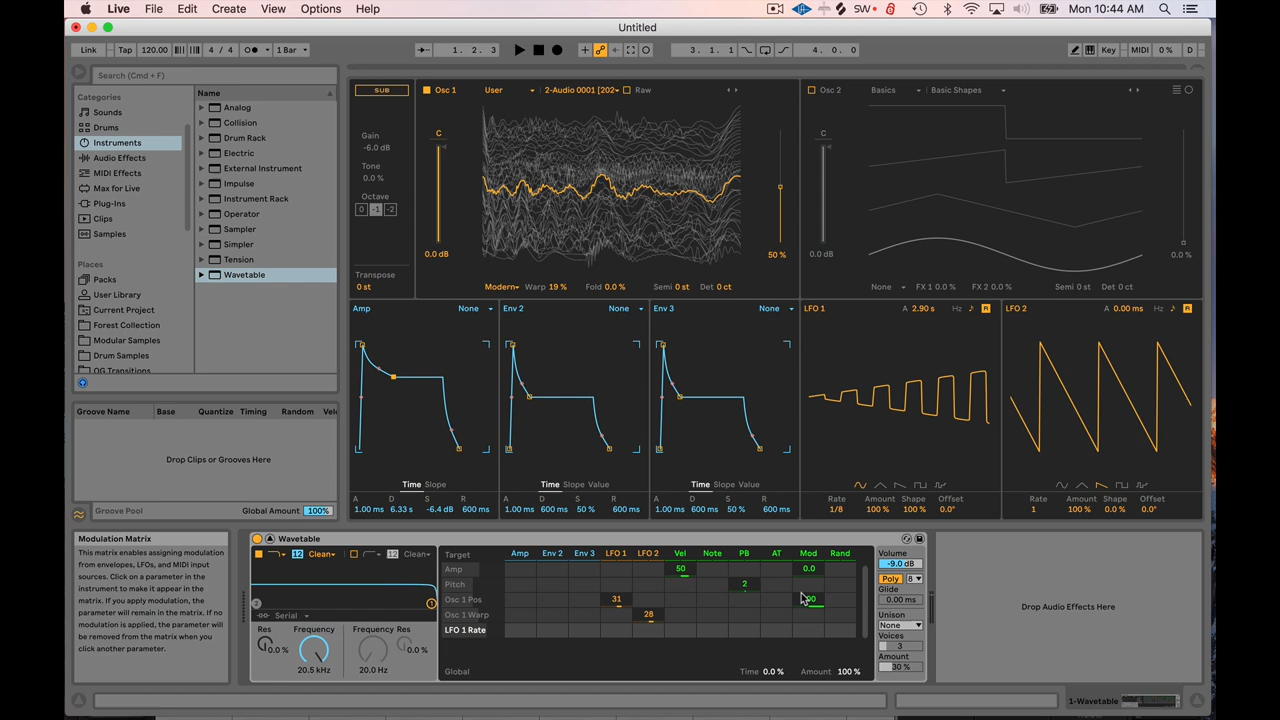 Live File Edit Create View Options Help SW Mon 10:44 AM
Untitled
Link Tap 120.00 4 / 4 1 Bar 1. 2. 3 3. 1. 1 4. 0. 0 Key MIDI 0 % D
Search (Cmd + F)
Categories
Sounds
Drums
Instruments
Audio Effects
MIDI Effects
Max for Live
Plug-Ins
Clips
Samples
Places
Packs
User Library
Current Project
Forest Collection
Modular Samples
Drum Samples
OG Transitions
Name
Analog
Collision
Drum Rack
Electric
External Instrument
Impulse
Instrument Rack
Operator
Sampler
Simpler
Tension
Wavetable
Groove Name Base Quantize Timing Random Vel
Drop Clips or Grooves Here
Groove Pool Global Amount 100%
SUB
Gain
-6.0 dB
Tone
0.0 %
Octave
0 -1 -2
Transpose
0 st
Osc 1 User 2-Audio 0001 [202 Raw
C
0.0 dB
50 %
Modern Warp 19 % Fold 0.0 % Semi 0 st Det 0 ct
Osc 2 Basics Basic Shapes
C
0.0 dB
0.0 %
None FX 1 0.0 % FX 2 0.0 % Semi 0 st Det 0 ct
Amp None
Time Slope
A D S R
1.00 ms 6.33 s -6.4 dB 600 ms
Env 2 None
Time Slope Value
A D S R
1.00 ms 600 ms 50 % 600 ms
Env 3 None
Time Slope Value
A D S R
1.00 ms 600 ms 50 % 600 ms
LFO 1 A 2.90 s Hz R
Rate Amount Shape Offset
1/8 100 % 100 % 0.0°
LFO 2 A 0.00 ms Hz R
Rate Amount Shape Offset
1 100 % 0.0 % 0.0°
Modulation Matrix
This matrix enables assigning modulation
from envelopes, LFOs, and MIDI input
sources. Click on a parameter in the
instrument to make it appear in the
matrix. If you apply modulation, the
parameter will remain in the matrix. If no
modulation is applied, the parameter will
be removed from the matrix when you
click another parameter.
Wavetable
12 Clean 12 Clean
2 1
Serial
Res Frequency Frequency Res
0.0 % 0.0 %
20.5 kHz 20.0 Hz
Target Amp Env 2 Env 3 LFO 1 LFO 2 Vel Note PB AT Mod Rand
Amp 50 0.0
Pitch 2
Osc 1 Pos 31
Osc 1 Warp 28
LFO 1 Rate
Global Time 0.0 % Amount 100 %
Volume
-9.0 dB
Poly 8
Glide
0.00 ms
Unison
None
Voices
3
Amount
30 %
Drop Audio Effects Here
1-Wavetable